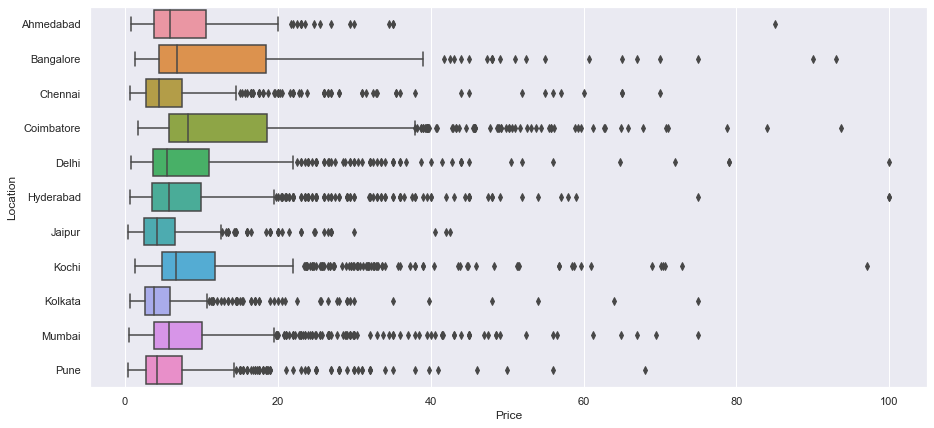 Ahmedabad
Bangalore
Chennai
Coimbatore
Delhi
Hyderabad
Jaipur
Kochi
Kolkata
Mumbai
Pune
Location
0 20 40 60 80 100
Price